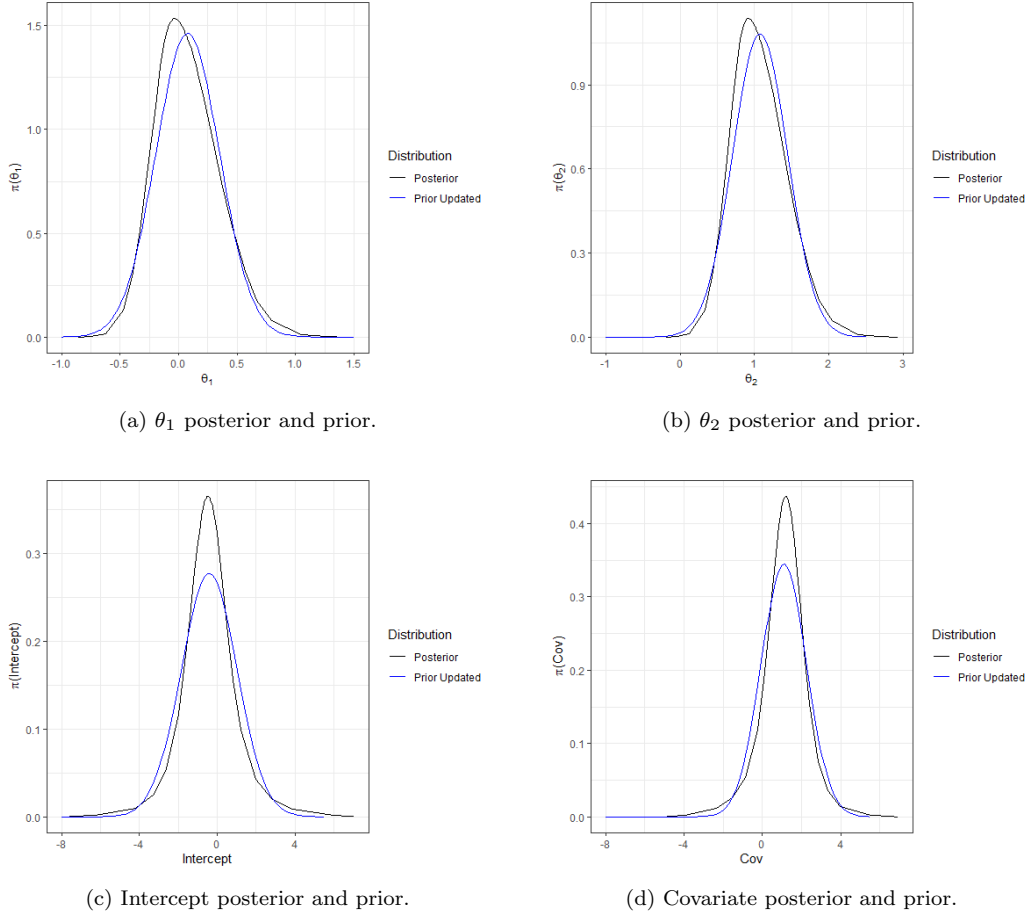 1.5
1.0
0.5
0.0
π(θ₁)
-1.0 -0.5 0.0 0.5 1.0 1.5
θ₁
Distribution
Posterior
Prior Updated
(a) θ₁ posterior and prior.
0.9
0.6
0.3
0.0
π(θ₂)
-1 0 1 2 3
θ₂
Distribution
Posterior
Prior Updated
(b) θ₂ posterior and prior.
0.3
0.2
0.1
0.0
π(Intercept)
-8 -4 0 4
Intercept
Distribution
Posterior
Prior Updated
(c) Intercept posterior and prior.
0.4
0.3
0.2
0.1
0.0
π(Cov)
-8 -4 0 4
Cov
Distribution
Posterior
Prior Updated
(d) Covariate posterior and prior.